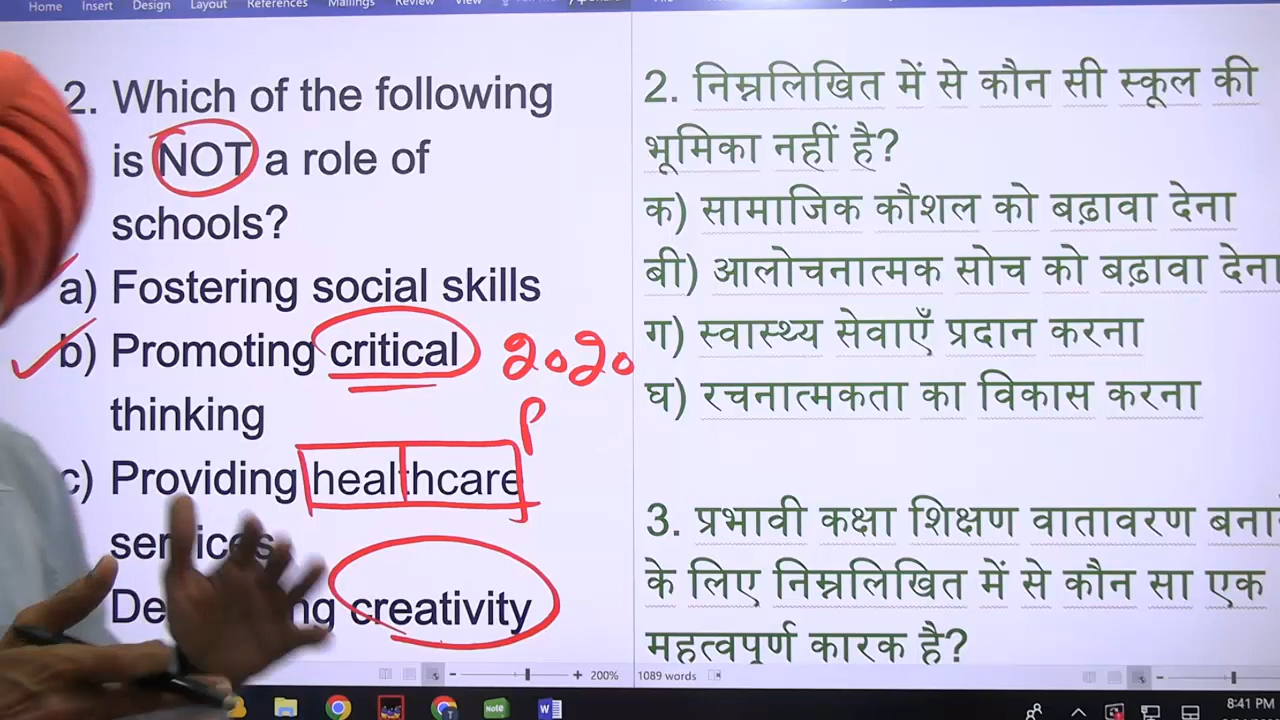 Home Insert Design Layout References Mailings Review View
2. Which of the following
is NOT a role of
schools?
a) Fostering social skills
b) Promoting critical
thinking
2020
c) Providing healthcare
services
creativity
200%
2. निम्नलिखित में से कौन सी स्कूल की
भूमिका नहीं है?
क) सामाजिक कौशल को बढ़ावा देना
बी) आलोचनात्मक सोच को बढ़ावा देना
ग) स्वास्थ्य सेवाएँ प्रदान करना
घ) रचनात्मकता का विकास करना
3. प्रभावी कक्षा शिक्षण वातावरण
के लिए निम्नलिखित में से कौन सा एक
महत्वपूर्ण कारक है?
1089 words
8:41 PM